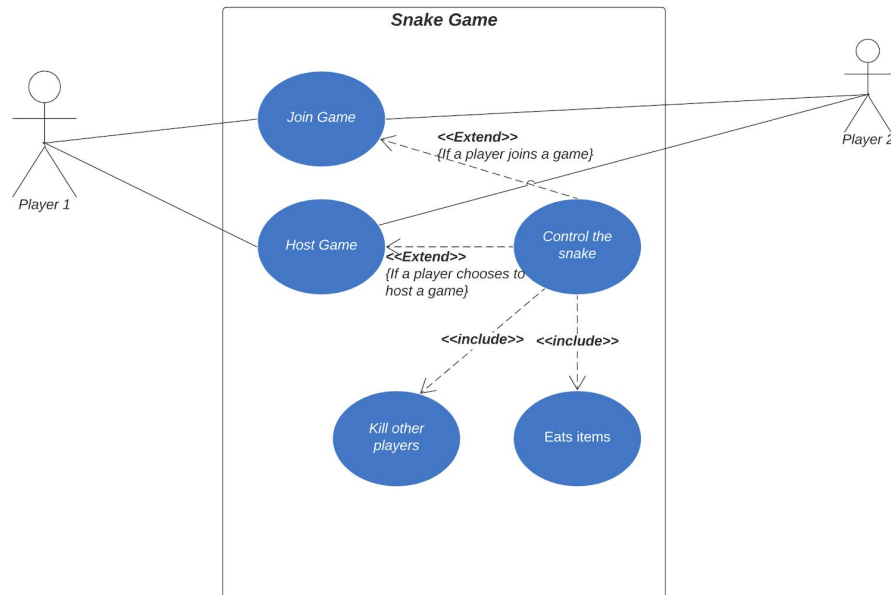 Snake Game
Join Game
<<Extend>>
{If a player joins a game}
Player 2
Player 1
Host Game
Control the
snake
<<Extend>>
{If a player chooses to
host a game}
<<include>>
<<include>>
Kill other
players
Eats items